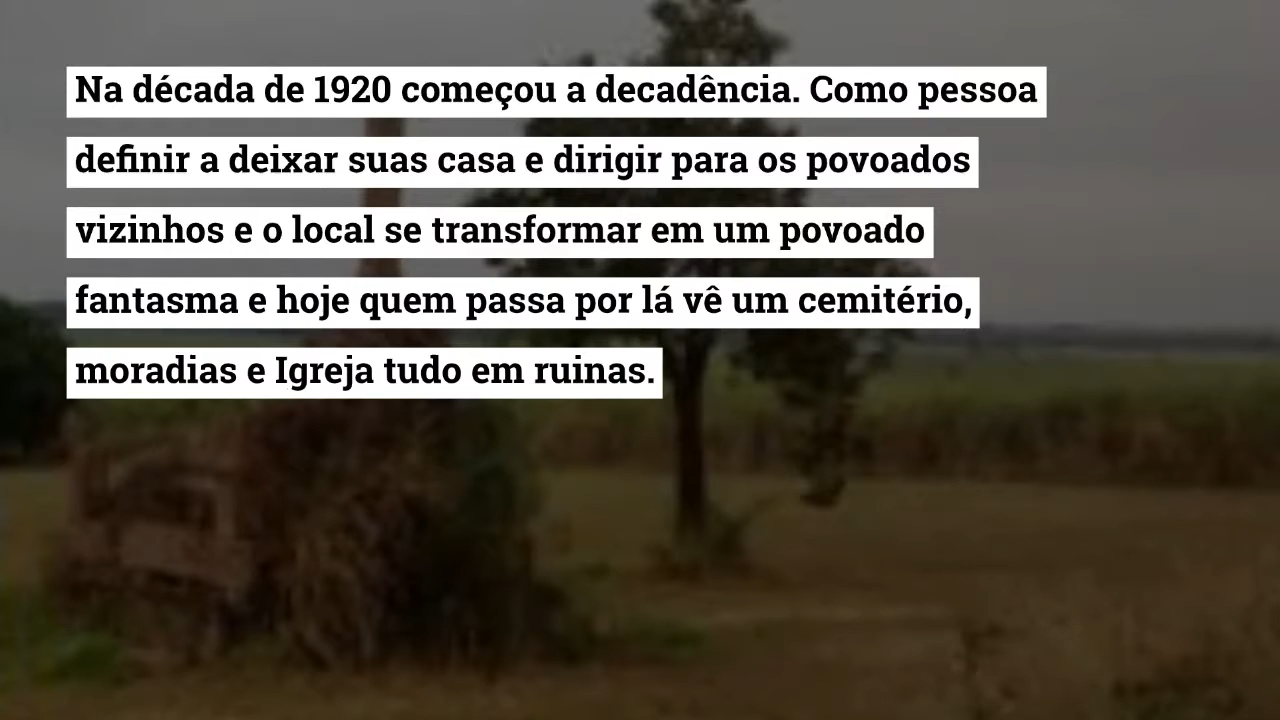 Na década de 1920 começou a decadência. Como pessoa
definir a deixar suas casa e dirigir para os povoados
vizinhos e o local se transformar em um povoado
fantasma e hoje quem passa por lá vê um cemitério,
moradias e Igreja tudo em ruinas.